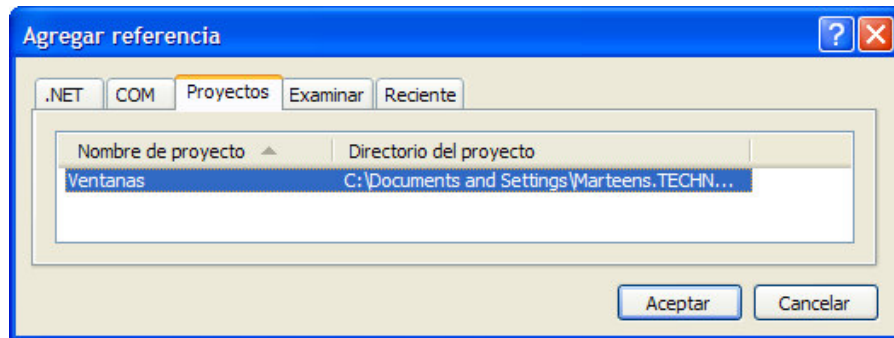 Agregar referencia
.NET COM Proyectos Examinar Reciente
Nombre de proyecto Directorio del proyecto
Ventanas C:\Documents and Settings\Marteens.TECHN...
Aceptar Cancelar